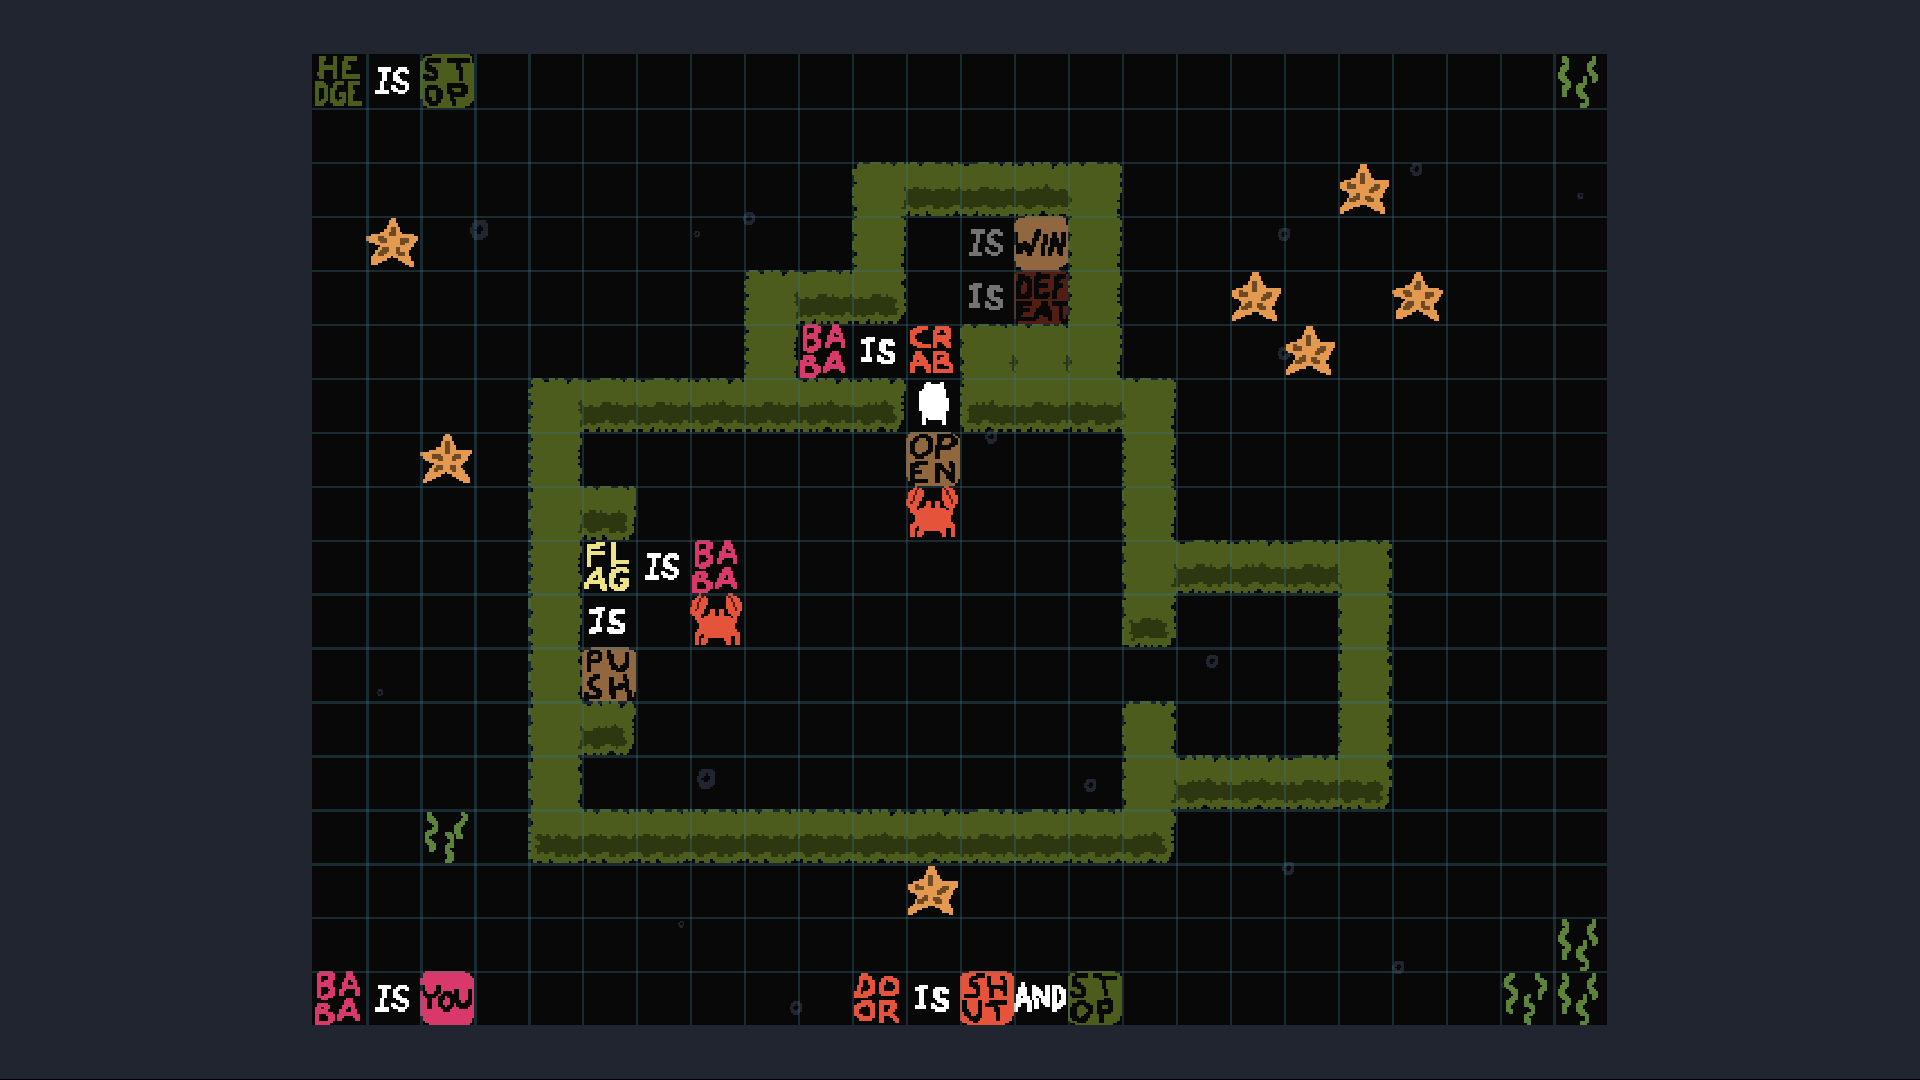 HEDGE IS STOP
IS WIN
IS DEFEAT
BABA IS CRAB
OPEN
FLAG IS BABA
IS
PUSH
BABA IS YOU DOOR IS SHUT AND STOP